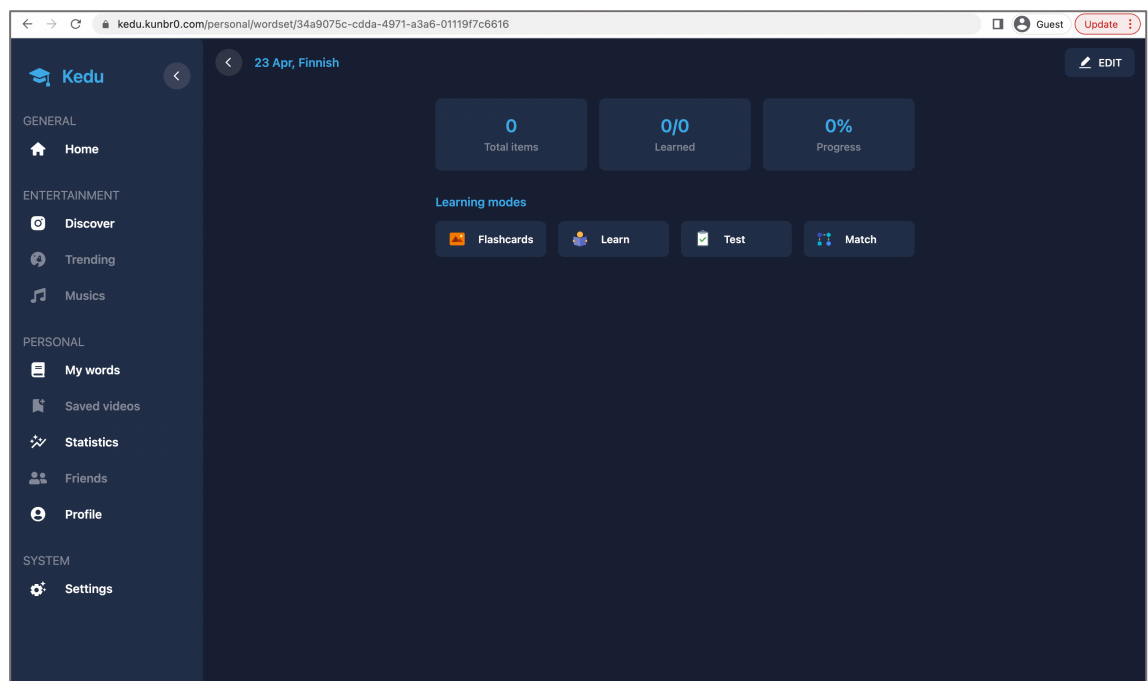 kedu.kunbr0.com/personal/wordset/34a9075c-cdda-4971-a3a6-01119f7c6616
Guest
Update
Kedu
GENERAL
Home
ENTERTAINMENT
Discover
Trending
Musics
PERSONAL
My words
Saved videos
Statistics
Friends
Profile
SYSTEM
Settings
23 Apr, Finnish
EDIT
0 0/0 0%
Total items Learned Progress
Learning modes
Flashcards Learn Test Match